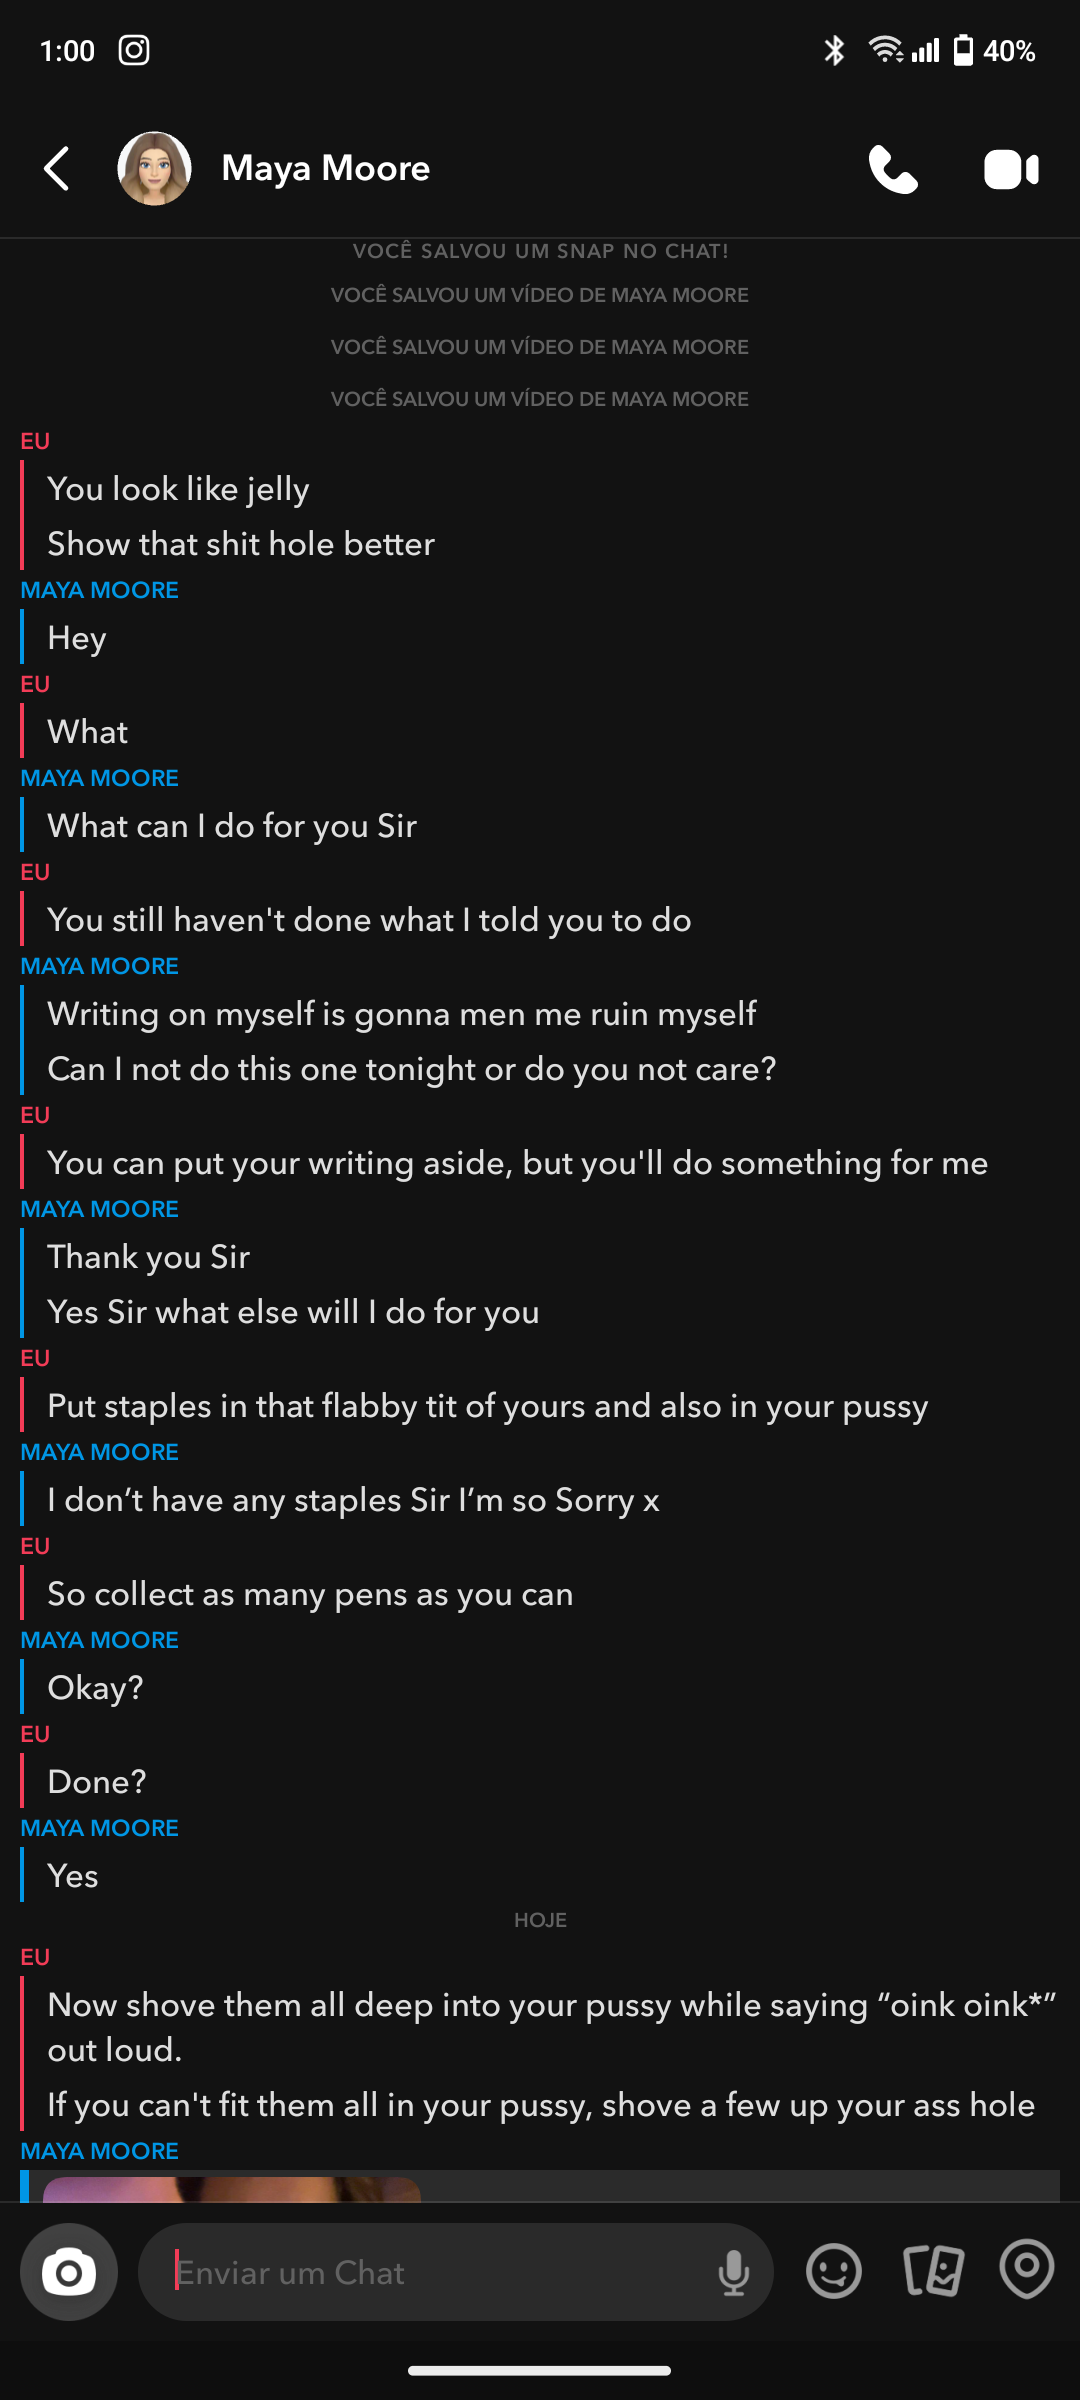 1:00
40%
Maya Moore
VOCÊ SALVOU UM SNAP NO CHAT!
VOCÊ SALVOU UM VÍDEO DE MAYA MOORE
VOCÊ SALVOU UM VÍDEO DE MAYA MOORE
VOCÊ SALVOU UM VÍDEO DE MAYA MOORE
EU
You look like jelly
Show that shit hole better
MAYA MOORE
Hey
EU
What
MAYA MOORE
What can I do for you Sir
EU
You still haven't done what I told you to do
MAYA MOORE
Writing on myself is gonna men me ruin myself
Can I not do this one tonight or do you not care?
EU
You can put your writing aside, but you'll do something for me
MAYA MOORE
Thank you Sir
Yes Sir what else will I do for you
EU
Put staples in that flabby tit of yours and also in your pussy
MAYA MOORE
I don’t have any staples Sir I’m so Sorry x
EU
So collect as many pens as you can
MAYA MOORE
Okay?
EU
Done?
MAYA MOORE
Yes
HOJE
EU
Now shove them all deep into your pussy while saying “oink oink*”
out loud.
If you can't fit them all in your pussy, shove a few up your ass hole
MAYA MOORE
Enviar um Chat